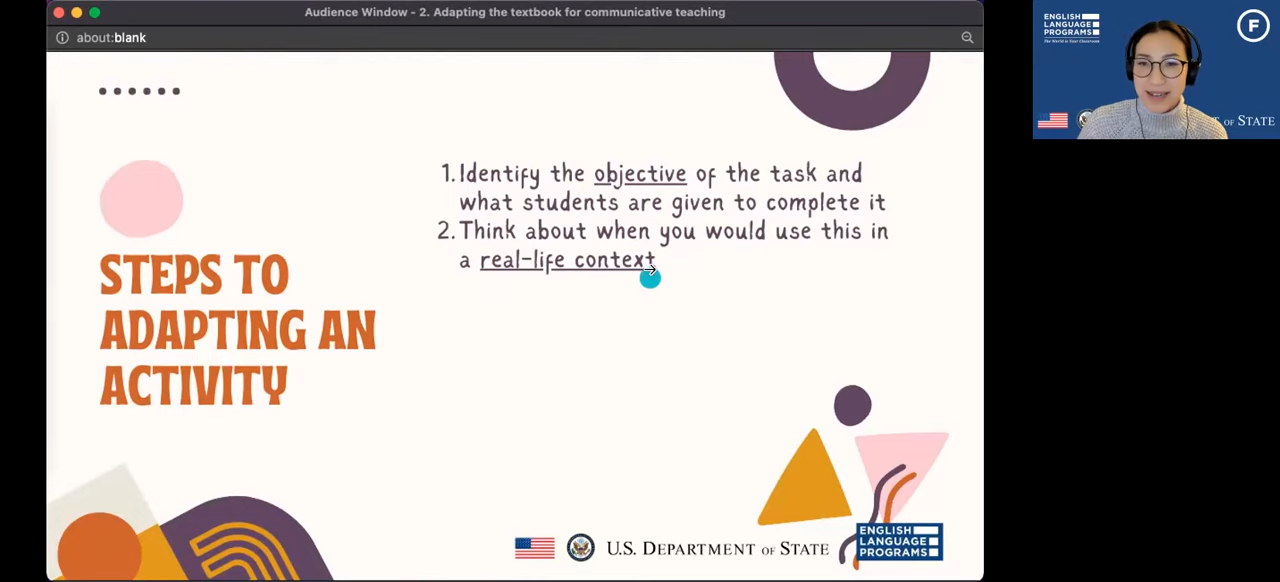 Audience Window - 2. Adapting the textbook for communicative teaching
about:blank
STEPS TO
ADAPTING AN
ACTIVITY
1. Identify the objective of the task and
what students are given to complete it
2. Think about when you would use this in
a real-life context
U.S. DEPARTMENT OF STATE
ENGLISH
LANGUAGE
PROGRAMS
ENGLISH
LANGUAGE
PROGRAMS
The World is Your Classroom
F
OF STATE